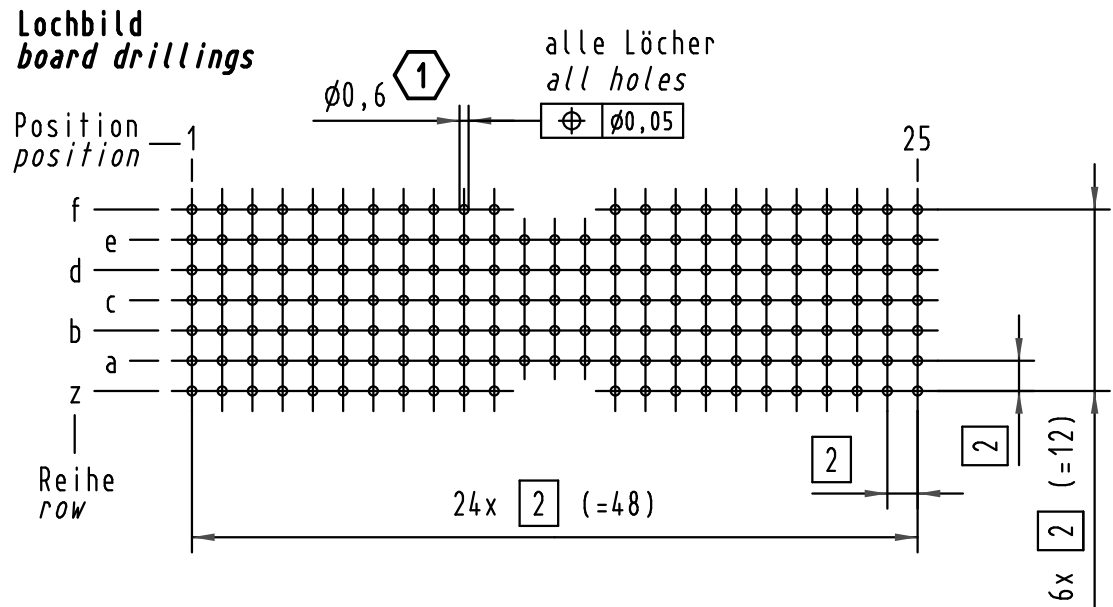 Lochbild
board drillings
alle Löcher
all holes
Ø0,6 1
Ø0,05
Position
position
1
25
f
e
d
c
b
a
z
Reihe
row
2
2
24x 2 (=48)
6x 2 (=12)